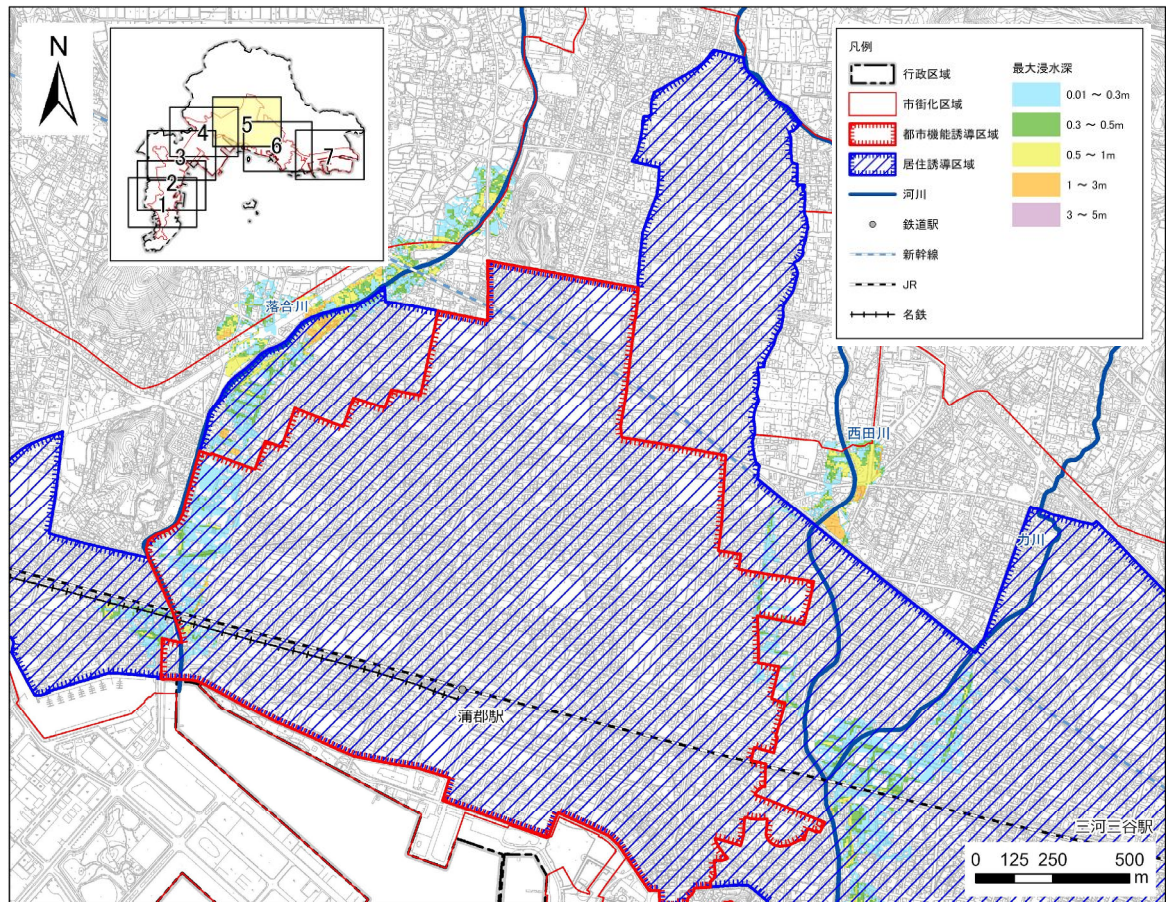 N
1
2
3
4
5
6
7
凡例
行政区域
市街化区域
都市機能誘導区域
居住誘導区域
河川
鉄道駅
新幹線
JR
名鉄
最大浸水深
0.01 ～ 0.3m
0.3 ～ 0.5m
0.5 ～ 1m
1 ～ 3m
3 ～ 5m
落合川
西田川
力川
蒲郡駅
三河三谷駅
0 125 250 500
m